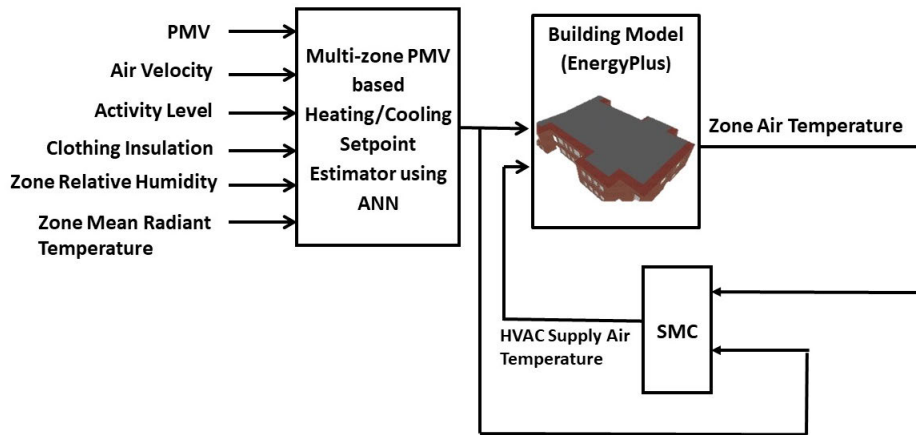 PMV
Air Velocity
Activity Level
Clothing Insulation
Zone Relative Humidity
Zone Mean Radiant
Temperature
Multi-zone PMV
based
Heating/Cooling
Setpoint
Estimator using
ANN
Building Model
(EnergyPlus)
Zone Air Temperature
HVAC Supply Air
Temperature
SMC